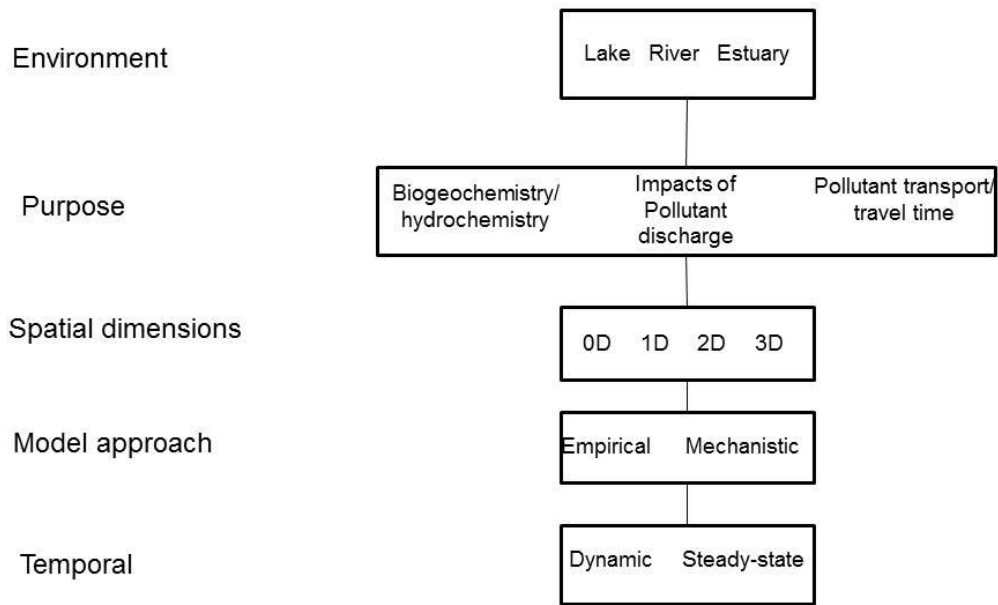 Environment
Lake River Estuary
Purpose
Biogeochemistry/
hydrochemistry
Impacts of
Pollutant
discharge
Pollutant transport/
travel time
Spatial dimensions
0D 1D 2D 3D
Model approach
Empirical Mechanistic
Temporal
Dynamic Steady-state